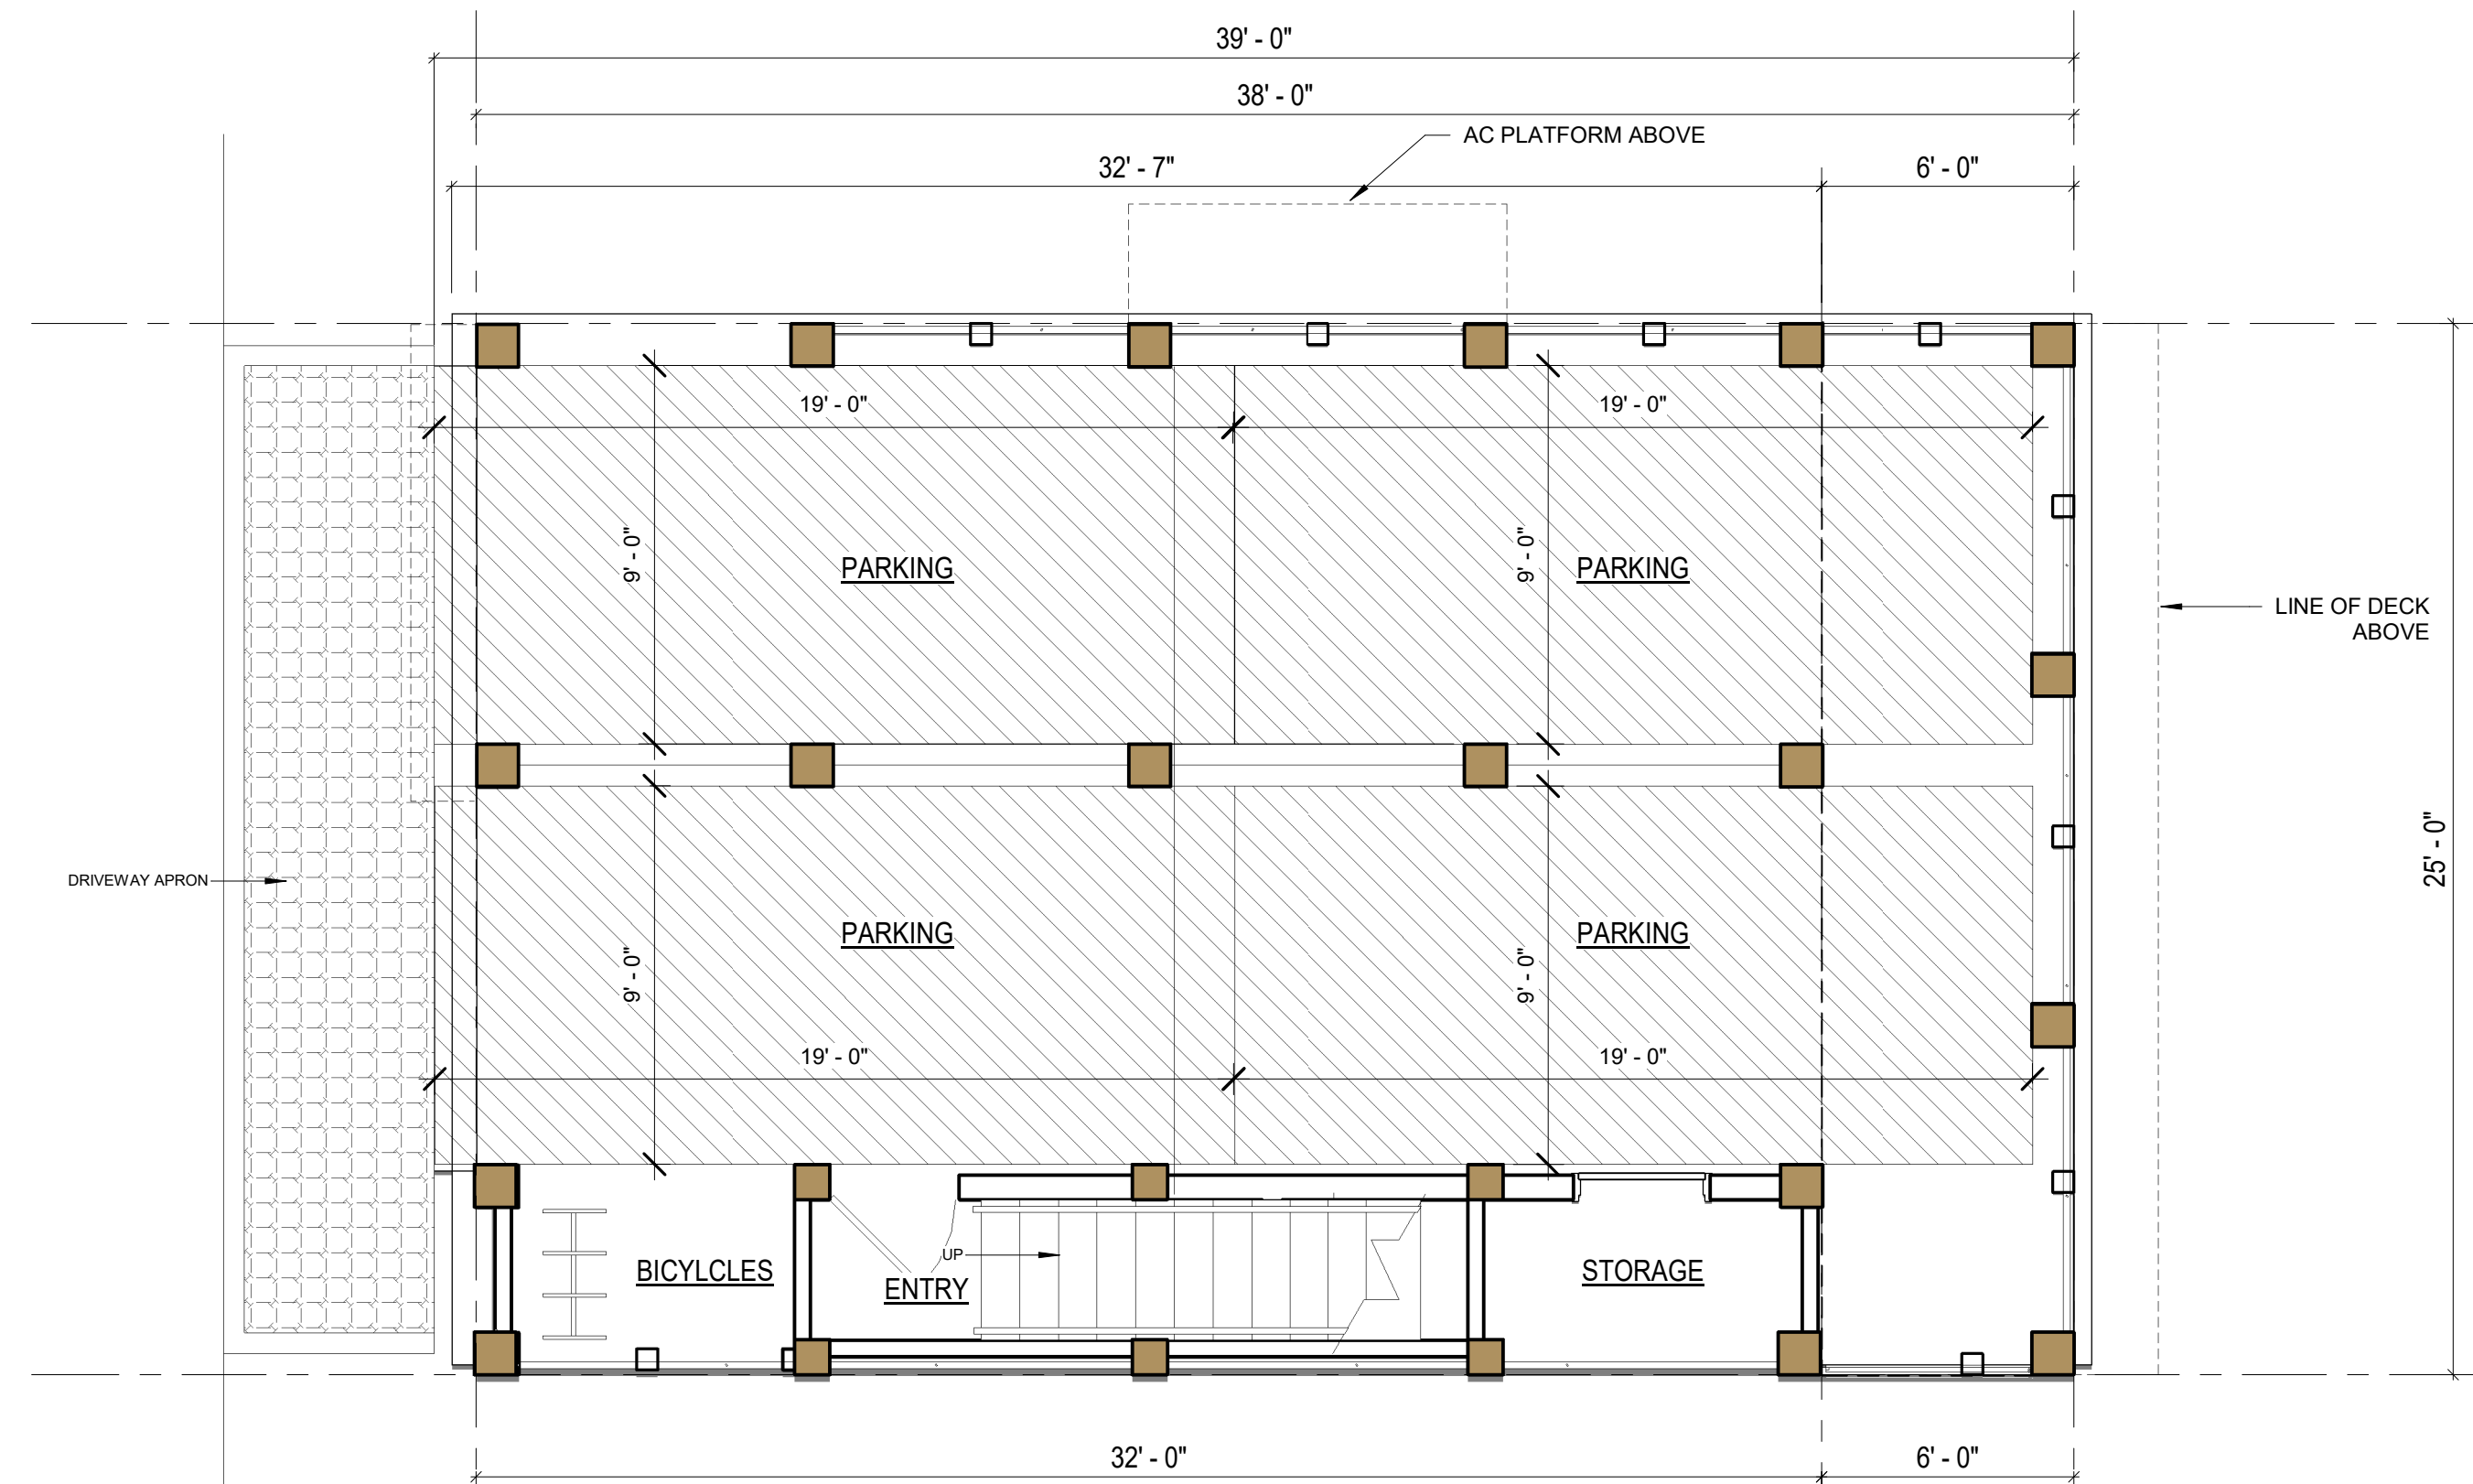 39' - 0"
38' - 0"
AC PLATFORM ABOVE
32' - 7"
6' - 0"
19' - 0"
19' - 0"
9' - 0"
PARKING
9' - 0"
PARKING
LINE OF DECK
ABOVE
25' - 0"
DRIVEWAY APRON
PARKING
PARKING
9' - 0"
9' - 0"
19' - 0"
19' - 0"
UP
BICYLCLES
ENTRY
STORAGE
32' - 0"
6' - 0"